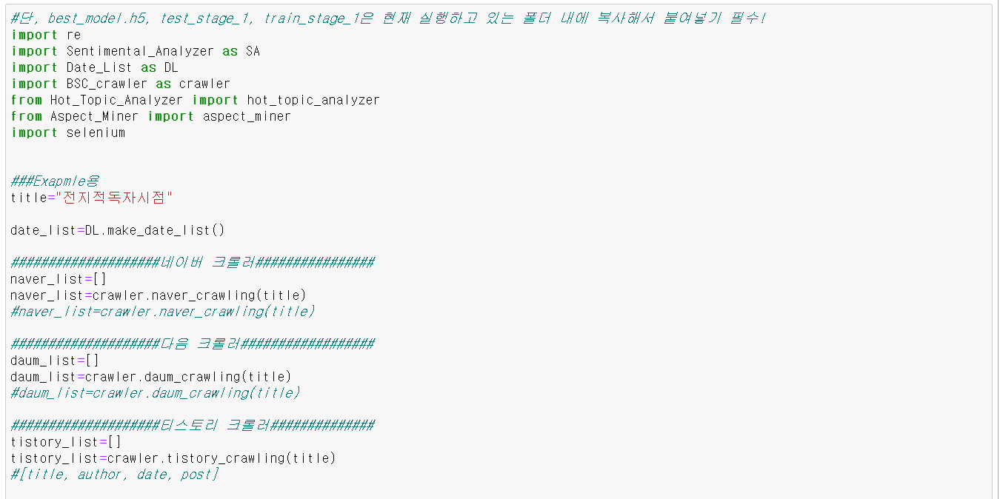 #단, best_model.h5, test_stage_1, train_stage_1은 현재 실행하고 있는 폴더 내에 복사해서 붙여넣기 필수!
import re
import Sentimental_Analyzer as SA
import Date_List as DL
import BSC_crawler as crawler
from Hot_Topic_Analyzer import hot_topic_analyzer
from Aspect_Miner import aspect_miner
import selenium
###Exapmle용
title="전지적독자시점"
date_list=DL.make_date_list()
####################네이버 크롤러################
naver_list=[]
naver_list=crawler.naver_crawling(title)
#naver_list=crawler.naver_crawling(title)
####################다음 크롤러##################
daum_list=[]
daum_list=crawler.daum_crawling(title)
#daum_list=crawler.daum_crawling(title)
####################티스토리 크롤러##############
tistory_list=[]
tistory_list=crawler.tistory_crawling(title)
#[title, author, date, post]